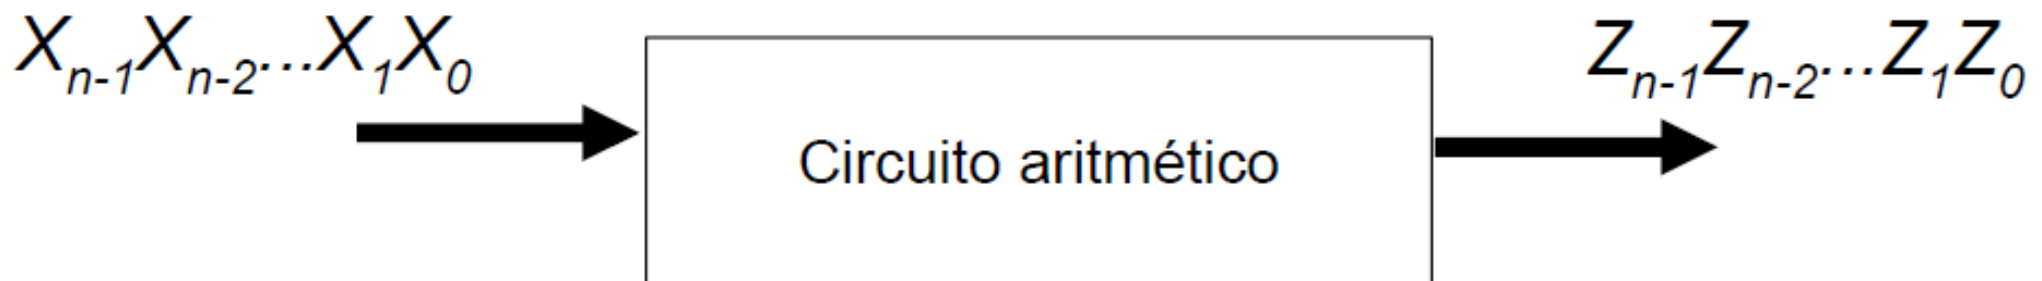 Xn-1Xn-2...X1X0
Zn-1Zn-2...Z1Z0
Circuito aritmético